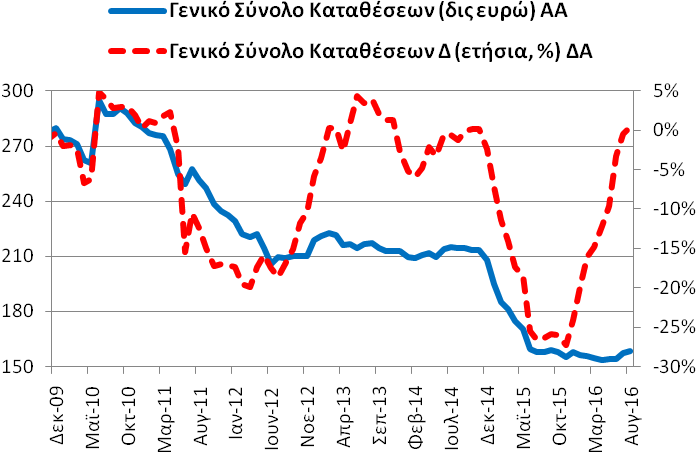 Γενικό Σύνολο Καταθέσεων (δις ευρώ) ΑΑ
Γενικό Σύνολο Καταθέσεων Δ (ετήσια, %) ΔΑ
300
270
240
210
180
150
5%
0%
-5%
-10%
-15%
-20%
-25%
-30%
Δεκ-09
Μαϊ-10
Οκτ-10
Μαρ-11
Αυγ-11
Ιαν-12
Ιουν-12
Νοε-12
Απρ-13
Σεπ-13
Φεβ-14
Ιουλ-14
Δεκ-14
Μαϊ-15
Οκτ-15
Μαρ-16
Αυγ-16